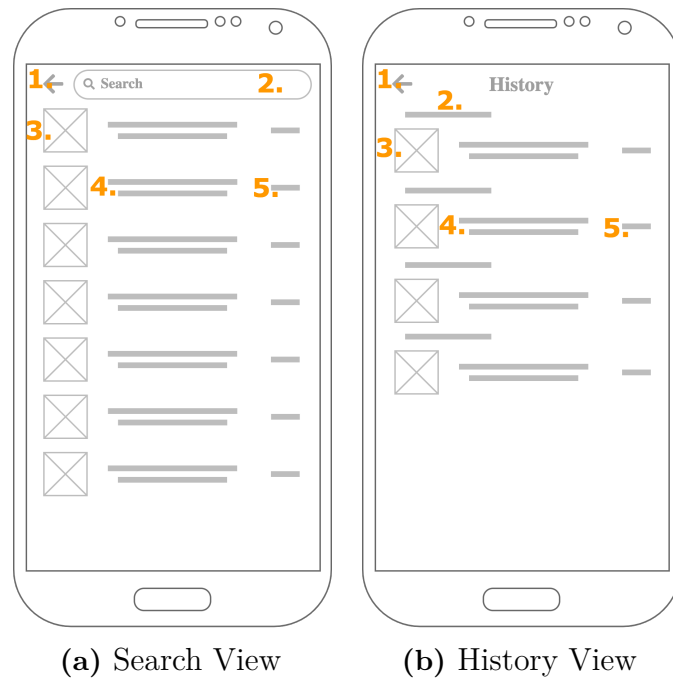 1.
Search
2.
3.
4.
5.
(a) Search View
1.
History
2.
3.
4.
5.
(b) History View